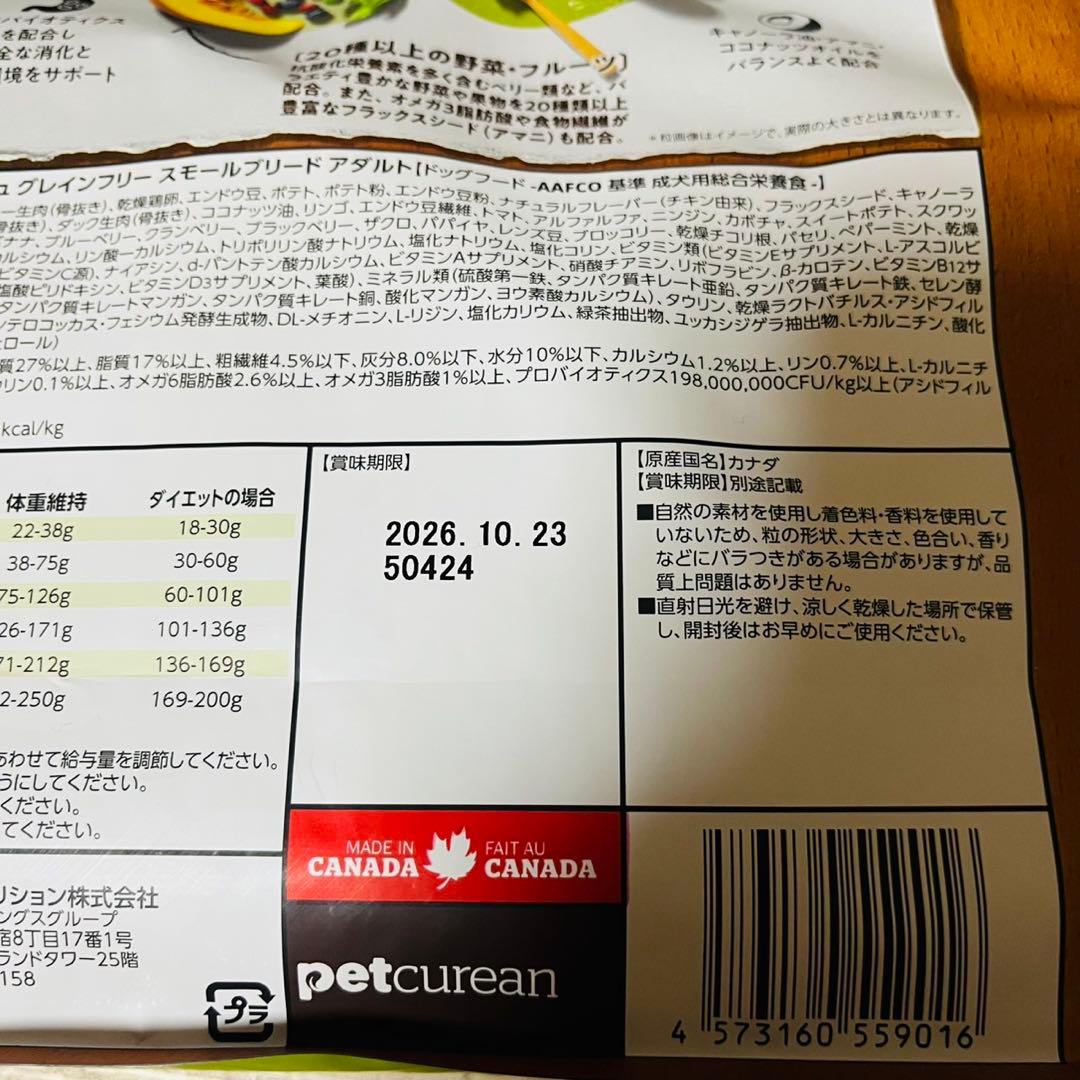 バイオティクス
を配合し
全な消化と
環境をサポート
[20種以上の野菜・フルーツ]
抗酸化栄養素を多く含むベリー類など、バ
ラエティ豊かな野菜や果物を20種類以上
配合。また、オメガ3脂肪酸や食物繊維が
豊富なフラックスシード(アマニ)も配合。
キャノーラ油・アマニ・
ココナッツオイルを
バランスよく配合
*粒画像はイメージで、実際の大きさとは異なります。
ュ グレインフリー スモールブリード アダルト【ドッグフード -AAFCO 基準 成犬用総合栄養食-】
ー生肉(骨抜き)、乾燥鶏卵、エンドウ豆、ポテト、ポテト粉、エンドウ豆粉、ナチュラルフレーバー(チキン由来)、フラックスシード、キャノーラ
骨抜き)、ダック生肉(骨抜き)、ココナッツ油、リンゴ、エンドウ豆繊維、トマト、アルファルファ、ニンジン、カボチャ、スイートポテト、スクワッ
バナナ、ブルーベリー、クランベリー、ブラックベリー、ザクロ、パパイヤ、レンズ豆、ブロッコリー、乾燥チコリ根、パセリ、ペパーミント、乾燥
ルシウム、リン酸一カルシウム、トリポリリン酸ナトリウム、塩化ナトリウム、塩化コリン、ビタミン類(ビタミンEサプリメント、L-アスコルビ
ビタミンC源)、ナイアシン、d-パントテン酸カルシウム、ビタミンAサプリメント、硝酸チアミン、リボフラビン、β-カロテン、ビタミンB12サ
塩酸ピリドキシン、ビタミンD3サプリメント、葉酸)、ミネラル類(硫酸第一鉄、タンパク質キレート亜鉛、タンパク質キレート鉄、セレン酵
タンパク質キレートマンガン、タンパク質キレート銅、酸化マンガン、ヨウ素酸カルシウム)、タウリン、乾燥ラクトバチルス・アシドフィル
ンテロコッカス・フェシウム発酵生成物、DL-メチオニン、L-リジン、塩化カリウム、緑茶抽出物、ユッカシジゲラ抽出物、L-カルニチン、酸化
ロール)
質27%以上、脂質17%以上、粗繊維4.5%以下、灰分8.0%以下、水分10%以下、カルシウム1.2%以上、リン0.7%以上、L-カルニチ
リン0.1%以上、オメガ6脂肪酸2.6%以上、オメガ3脂肪酸1%以上、プロバイオティクス198,000,000CFU/kg以上(アシドフィル
kcal/kg
体重維持 ダイエットの場合
22-38g 18-30g
38-75g 30-60g
75-126g 60-101g
26-171g 101-136g
71-212g 136-169g
2-250g 169-200g
あわせて給与量を調節してください。
うにしてください。
ください。
てください。
【賞味期限】
2026.10.23
50424
【原産国名】カナダ
【賞味期限】別途記載
■自然の素材を使用し着色料・香料を使用して
いないため、粒の形状、大きさ、色合い、香り
などにバラつきがある場合がありますが、品
質上問題はありません。
■直射日光を避け、涼しく乾燥した場所で保管
し、開封後はお早めにご使用ください。
リション株式会社
ングスグループ
宿8丁目17番1号
ランドタワー25階
158
プラ
MADE IN CANADA
FAIT AU CANADA
petcurean
4 573160 559016